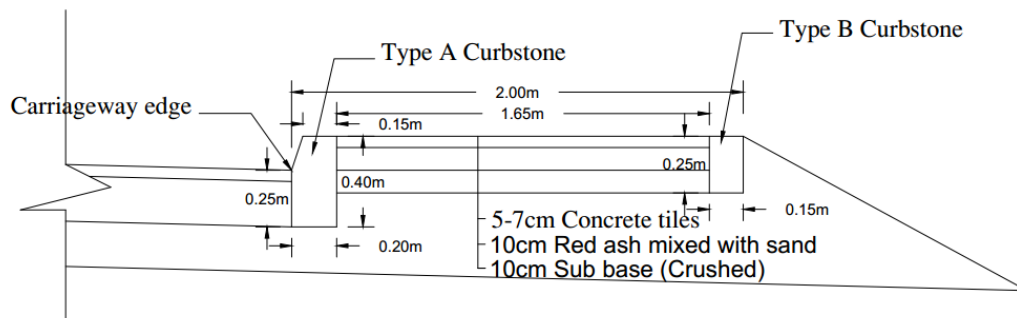 Type B Curbstone
Type A Curbstone
2.00m
Carriageway edge
1.65m
0.15m
0.25m
0.40m
0.25m
5-7cm Concrete tiles
0.15m
0.20m
10cm Red ash mixed with sand
10cm Sub base (Crushed)